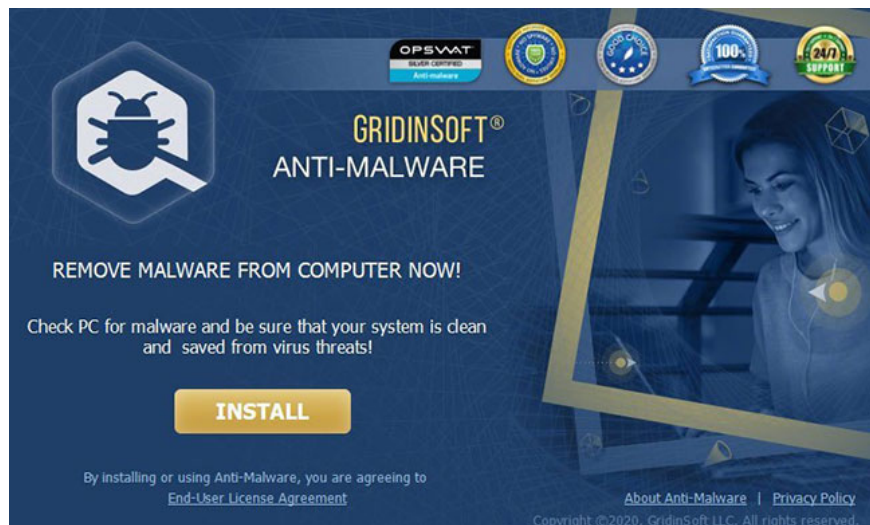 OPSWAT
SILVER CERTIFIED
Anti-malware
GOOD CHOICE
100%
24/7
SUPPORT
GRIDINSOFT®
ANTI-MALWARE
REMOVE MALWARE FROM COMPUTER NOW!
Check PC for malware and be sure that your system is clean
and saved from virus threats!
INSTALL
By installing or using Anti-Malware, you are agreeing to
End-User License Agreement
About Anti-Malware | Privacy Policy
Copyright ©2020, GridinSoft LLC. All rights reserved.